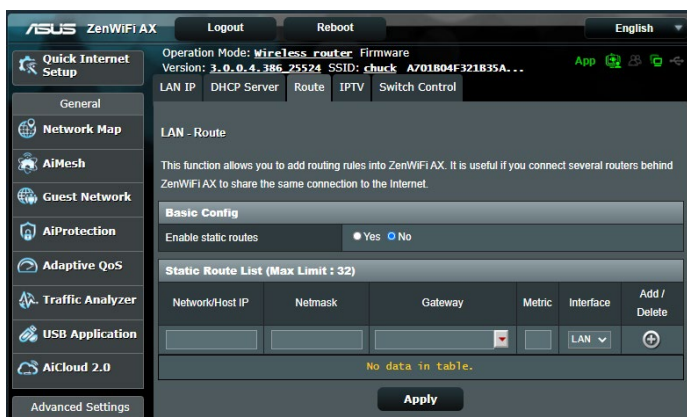 ASUS ZenWiFi AX Logout Reboot English
Quick Internet Setup
General
Network Map
AiMesh
Guest Network
AiProtection
Adaptive QoS
Traffic Analyzer
USB Application
AiCloud 2.0
Advanced Settings
Operation Mode: Wireless router Firmware
Version: 3.0.0.4.386_25524 SSID: chuck A701B04F321B35A...
App
LAN IP DHCP Server Route IPTV Switch Control
LAN - Route
This function allows you to add routing rules into ZenWiFi AX. It is useful if you connect several routers behind
ZenWiFi AX to share the same connection to the Internet.
Basic Config
Enable static routes Yes No
Static Route List (Max Limit : 32)
Network/Host IP Netmask Gateway Metric Interface Add / Delete
LAN
No data in table.
Apply